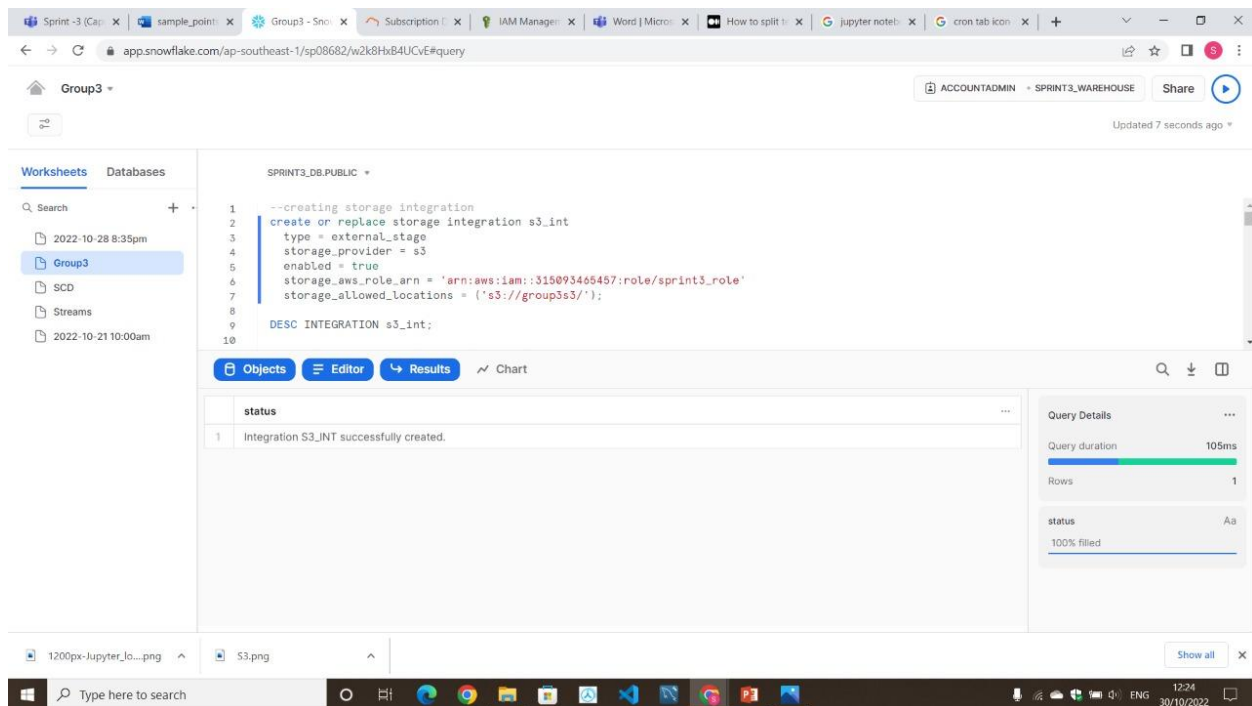 Sprint -3 (Cap
sample_point
Group3 - Snow
Subscription
IAM Managem
Word | Micros
How to split t
jupyter noteb
cron tab icon
app.snowflake.com/ap-southeast-1/sp08682/w2k8HxB4UCvE#query
S
Group3
ACCOUNTADMIN
SPRINT3_WAREHOUSE
Share
Updated 7 seconds ago
Worksheets
Databases
SPRINT3_DB.PUBLIC
Search
2022-10-28 8:35pm
Group3
SCD
Streams
2022-10-21 10:00am
1 --creating storage integration
2 create or replace storage integration s3_int
3 type = external_stage
4 storage_provider = s3
5 enabled = true
6 storage_aws_role_arn = 'arn:aws:iam::315093465457:role/sprint3_role'
7 storage_allowed_locations = ('s3://group3s3/');
8
9 DESC INTEGRATION s3_int;
10
Objects
Editor
Results
Chart
status
1 Integration S3_INT successfully created.
Query Details
Query duration 105ms
Rows 1
status Aa
100% filled
1200px-Jupyter_lo....png
S3.png
Show all
Type here to search
ENG
12:24
30/10/2022